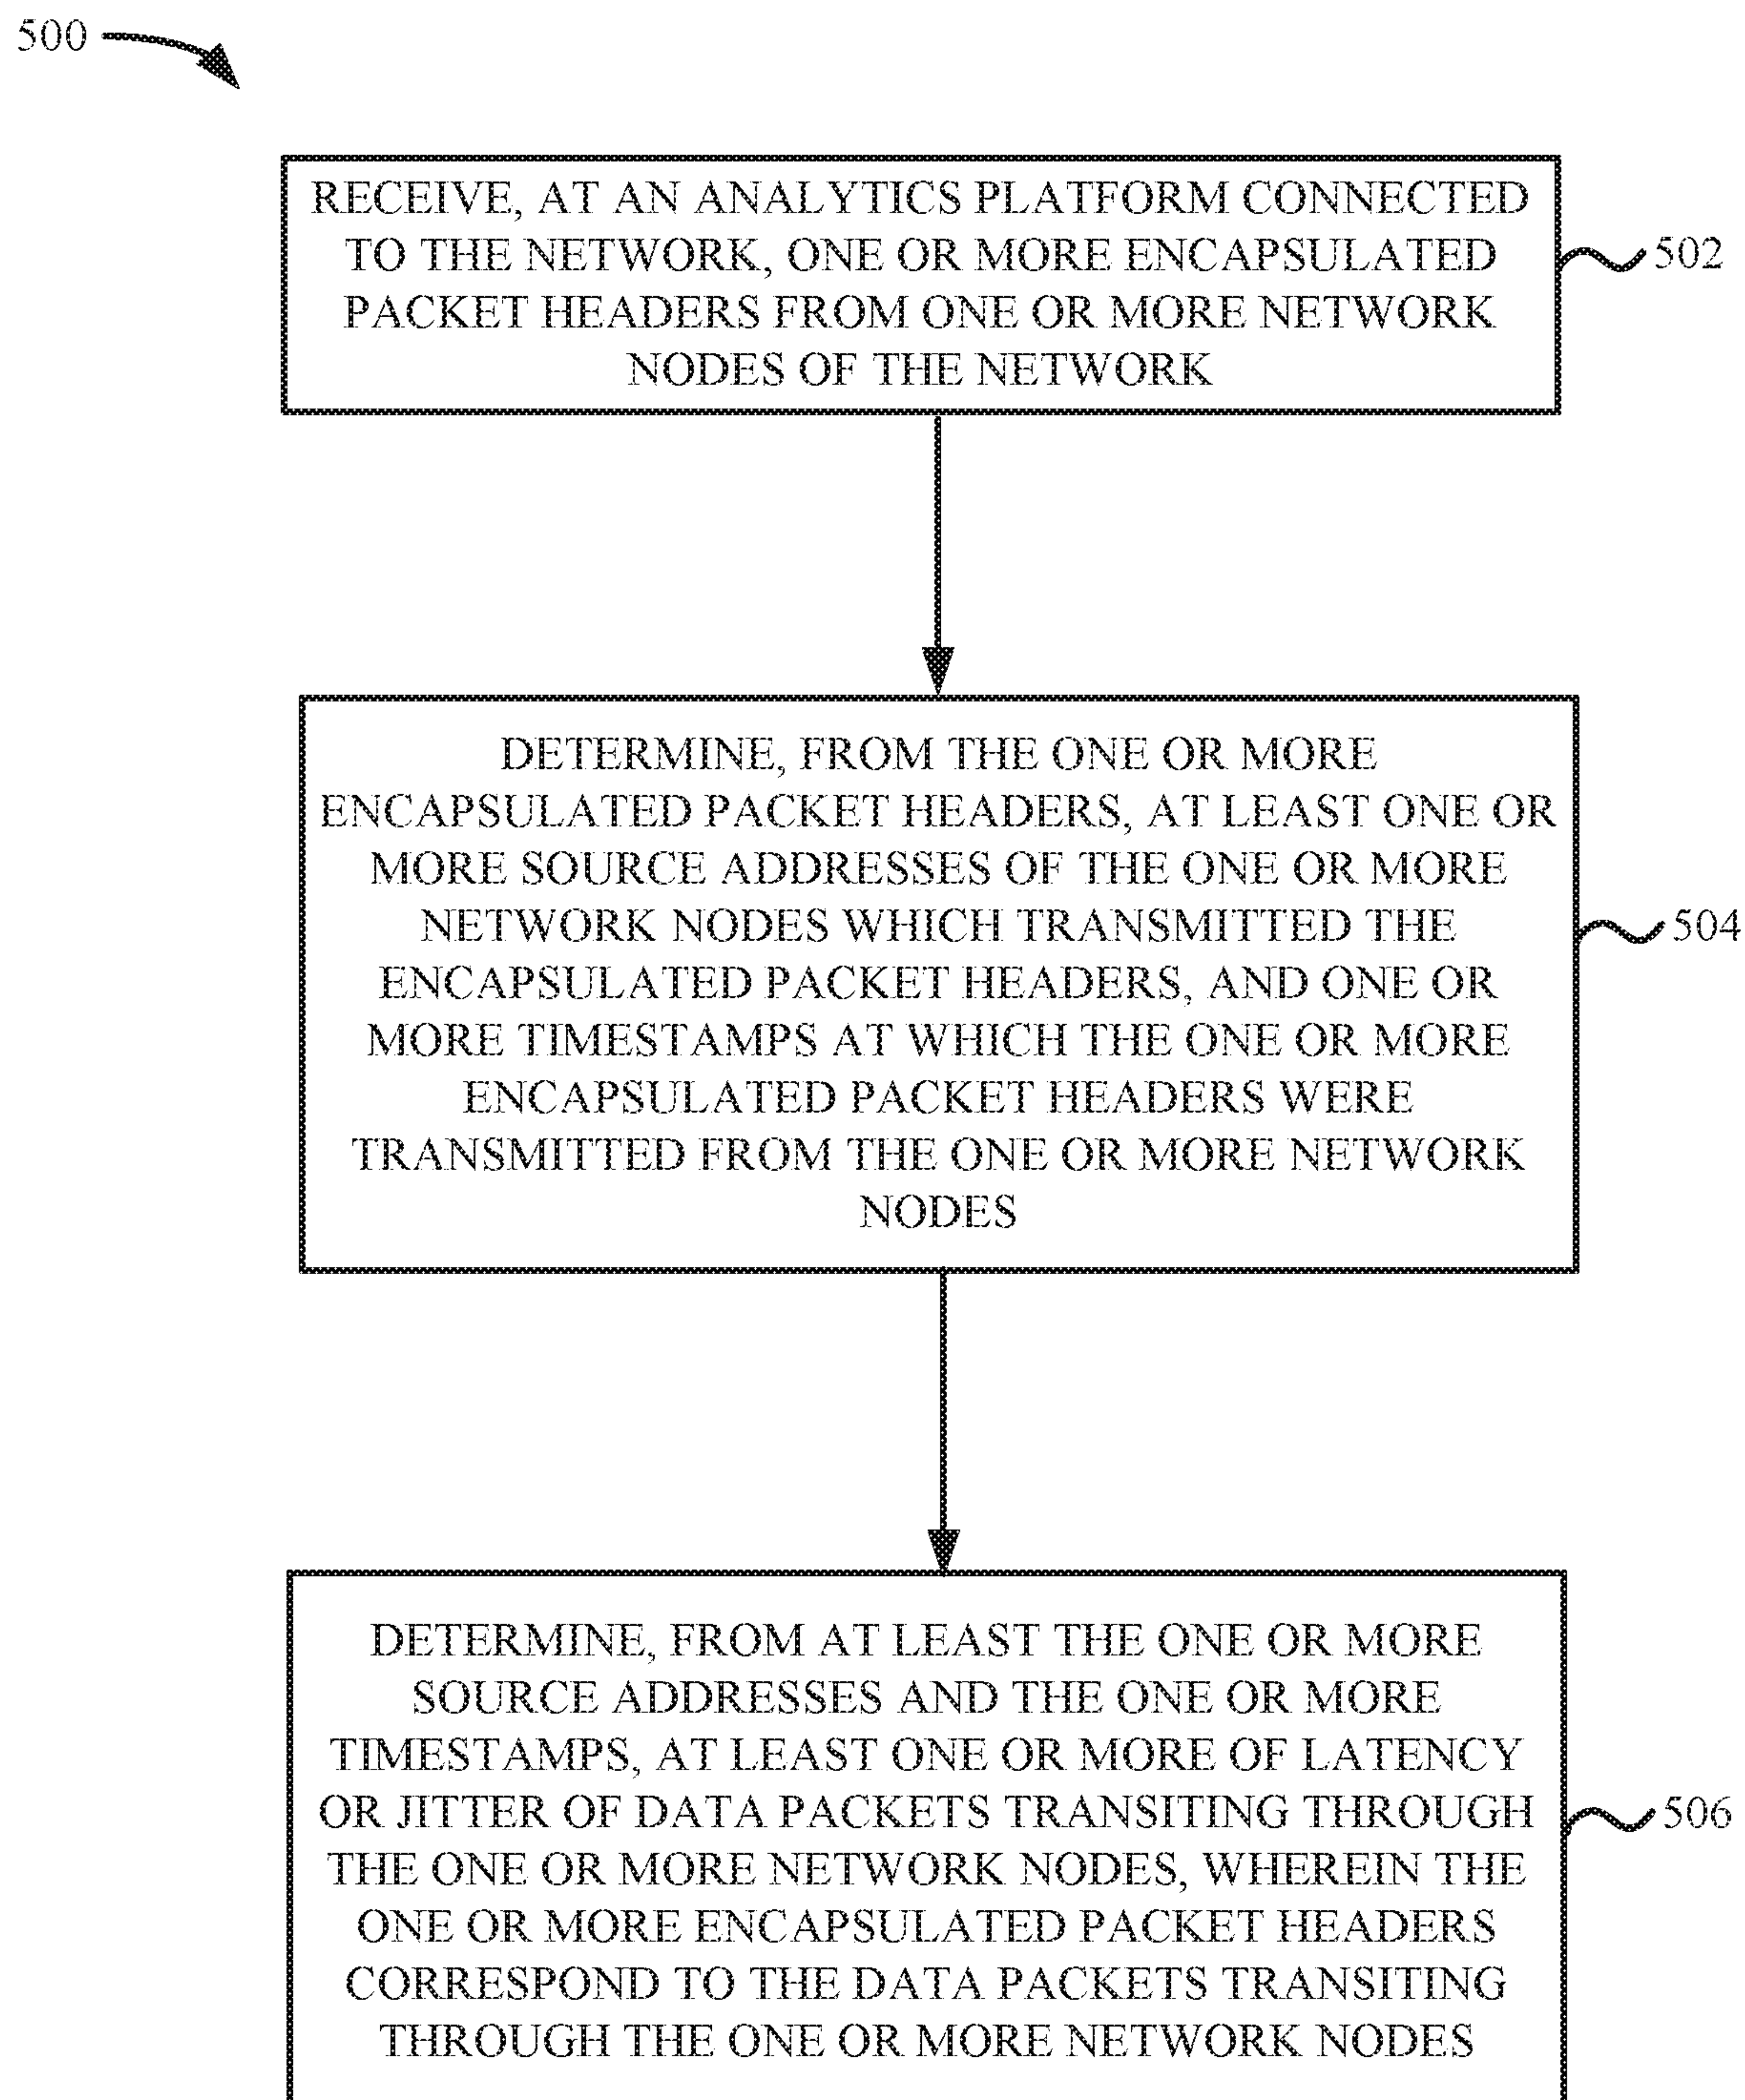 500
RECEIVE, AT AN ANALYTICS PLATFORM CONNECTED
TO THE NETWORK, ONE OR MORE ENCAPSULATED
PACKET HEADERS FROM ONE OR MORE NETWORK
NODES OF THE NETWORK
502
DETERMINE, FROM THE ONE OR MORE
ENCAPSULATED PACKET HEADERS, AT LEAST ONE OR
MORE SOURCE ADDRESSES OF THE ONE OR MORE
NETWORK NODES WHICH TRANSMITTED THE
ENCAPSULATED PACKET HEADERS, AND ONE OR
MORE TIMESTAMPS AT WHICH THE ONE OR MORE
ENCAPSULATED PACKET HEADERS WERE
TRANSMITTED FROM THE ONE OR MORE NETWORK
NODES
504
DETERMINE, FROM AT LEAST THE ONE OR MORE
SOURCE ADDRESSES AND THE ONE OR MORE
TIMESTAMPS, AT LEAST ONE OR MORE OF LATENCY
OR JITTER OF DATA PACKETS TRANSITING THROUGH
THE ONE OR MORE NETWORK NODES, WHEREIN THE
ONE OR MORE ENCAPSULATED PACKET HEADERS
CORRESPOND TO THE DATA PACKETS TRANSITING
THROUGH THE ONE OR MORE NETWORK NODES
506